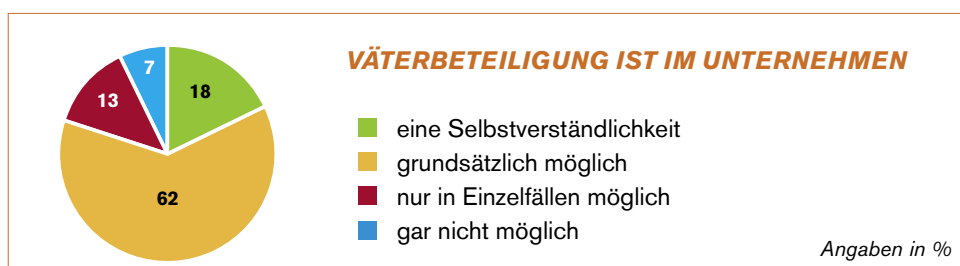 VÄTERBETEILIGUNG IST IM UNTERNEHMEN
7
18
13
62
eine Selbstverständlichkeit
grundsätzlich möglich
nur in Einzelfällen möglich
gar nicht möglich
Angaben in %